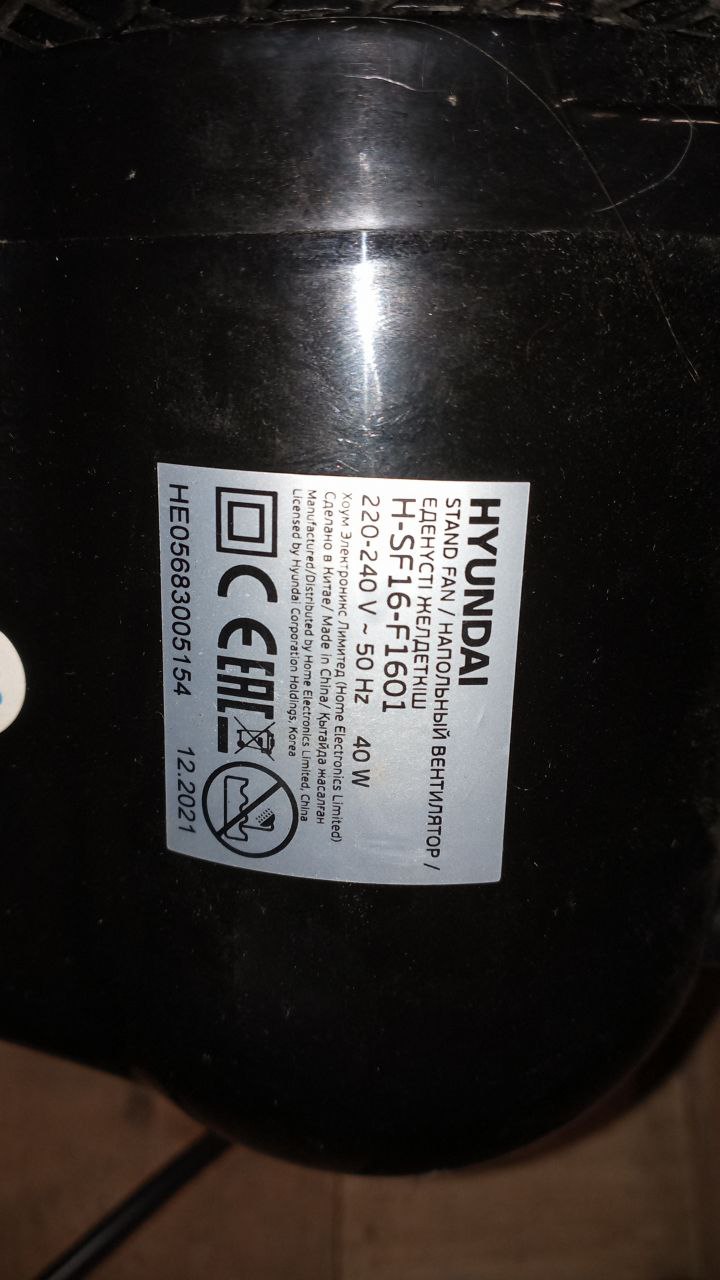 HYUNDAI
STAND FAN / НАПОЛЬНЫЙ ВЕНТИЛЯТОР /
ЕДЕНҮСТІ ЖЕЛДЕТКІШ
H-SF16-F1601
220-240 V ~ 50 Hz 40 W
Хоум Электроникс Лимитед (Home Electronics Limited)
Сделано в Китае/ Made in China/ Қытайда жасалған
Manufactured/Distributed by Home Electronics Limited, China
Licensed by Hyundai Corporation Holdings, Korea
CE EAC
HE05683005154 12.2021